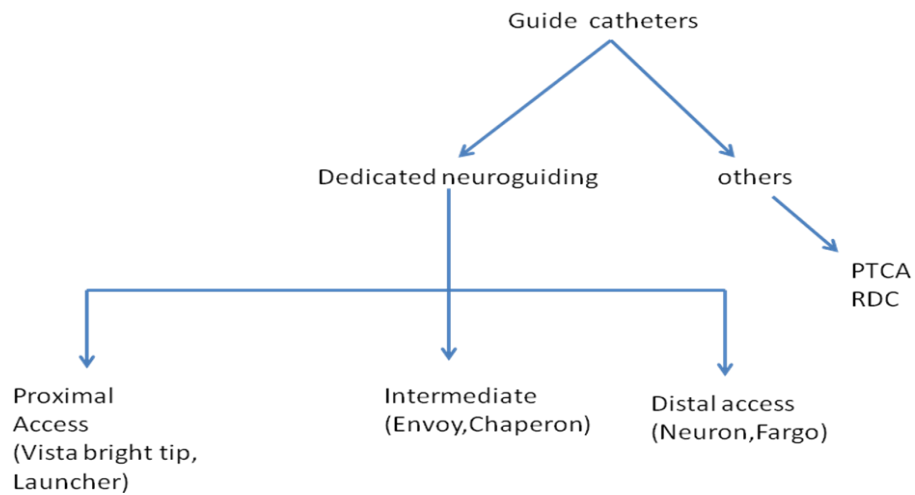 Guide catheters
Dedicated neuroguiding
others
PTCA
RDC
Proximal
Access
(Vista bright tip,
Launcher)
Intermediate
(Envoy,Chaperon)
Distal access
(Neuron,Fargo)